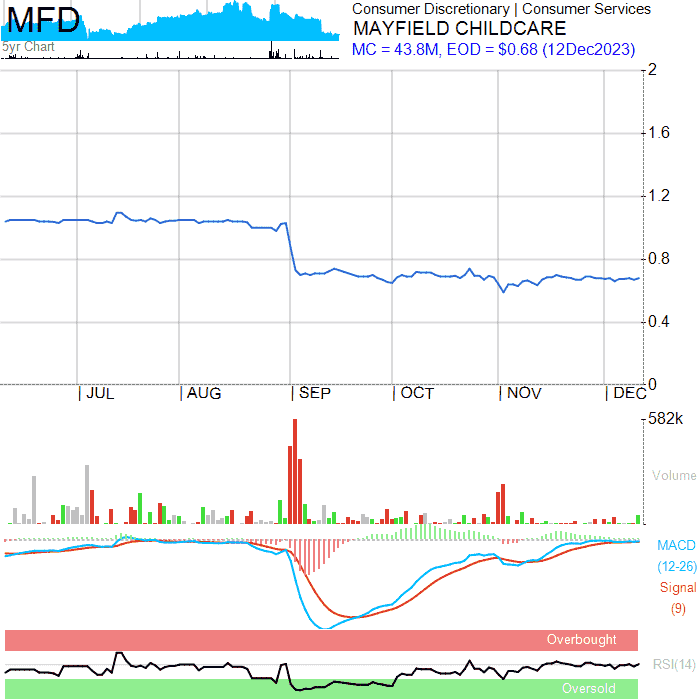 MFD
5yr Chart
Consumer Discretionary | Consumer Services
MAYFIELD CHILDCARE
MC = 43.8M, EOD = $0.68 (12Dec2023)
2
1.6
1.2
0.8
0.4
0
| JUL | AUG | SEP | OCT | NOV | DEC
582k
Volume
MACD
(12-26)
Signal
(9)
Overbought
RSI(14)
Oversold